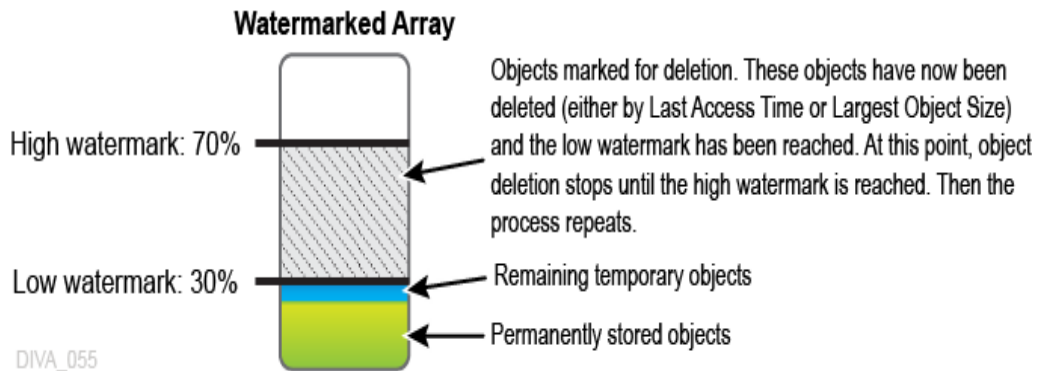 Watermarked Array
Objects marked for deletion. These objects have now been
deleted (either by Last Access Time or Largest Object Size)
and the low watermark has been reached. At this point, object
deletion stops until the high watermark is reached. Then the
process repeats.
High watermark: 70%
Low watermark: 30%
Remaining temporary objects
Permanently stored objects
DIVA_055